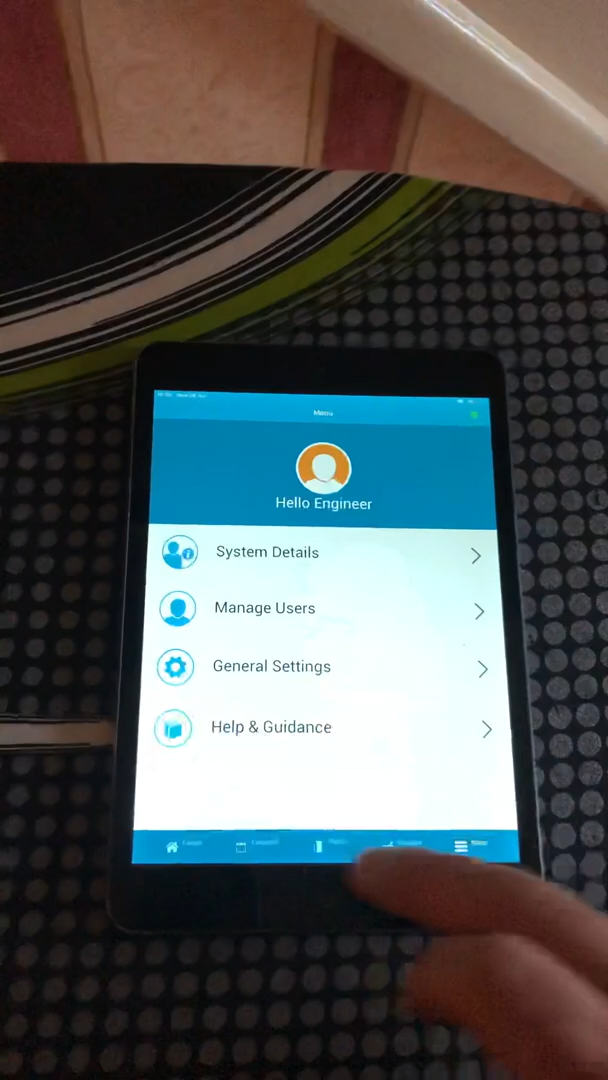 Menu
Hello Engineer
System Details
Manage Users
General Settings
Help & Guidance